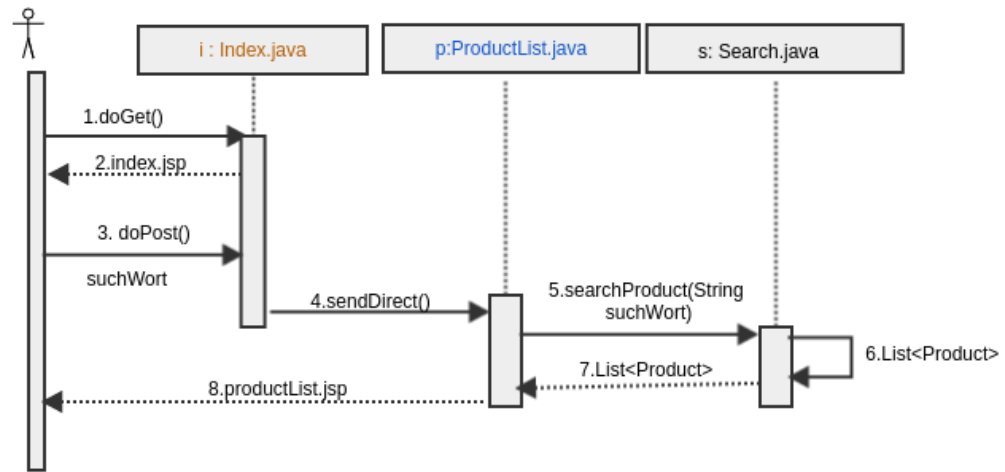 i : Index.java
p:ProductList.java
s: Search.java
1.doGet()
2.index.jsp
3. doPost()
suchWort
4.sendDirect()
5.searchProduct(String
suchWort)
6.List<Product>
7.List<Product>
8.productList.jsp